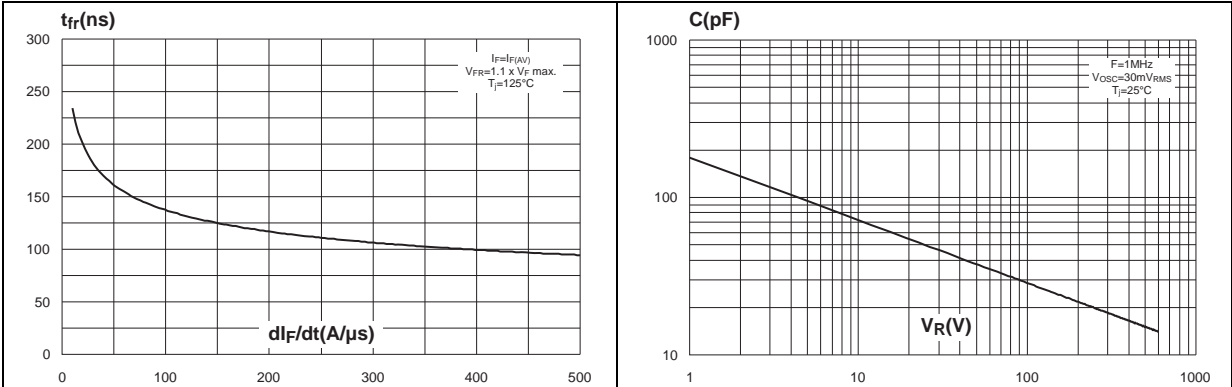 tfr(ns)
300
250
200
150
100
50
0
IF=IF(AV)
VFR=1.1 x VF max.
Tj=125°C
dIF/dt(A/µs)
0 100 200 300 400 500
C(pF)
1000
100
10
F=1MHz
VOSC=30mVRMS
Tj=25°C
VR(V)
1 10 100 1000